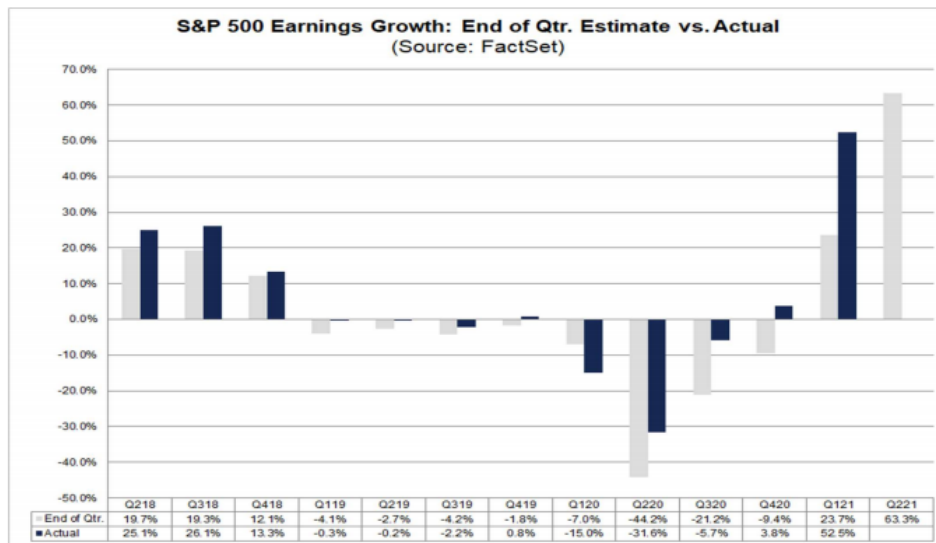 S&P 500 Earnings Growth: End of Qtr. Estimate vs. Actual
(Source: FactSet)
70.0%
60.0%
50.0%
40.0%
30.0%
20.0%
10.0%
0.0%
-10.0%
-20.0%
-30.0%
-40.0%
-50.0%
Q218 Q318 Q418 Q119 Q219 Q319 Q419 Q120 Q220 Q320 Q420 Q121 Q221
End of Qtr. 19.7% 19.3% 12.1% -4.1% -2.7% -4.2% -1.8% -7.0% -44.2% -21.2% -9.4% 23.7% 63.3%
Actual 25.1% 26.1% 13.3% -0.3% -0.2% -2.2% 0.8% -15.0% -31.6% -5.7% 3.8% 52.5%